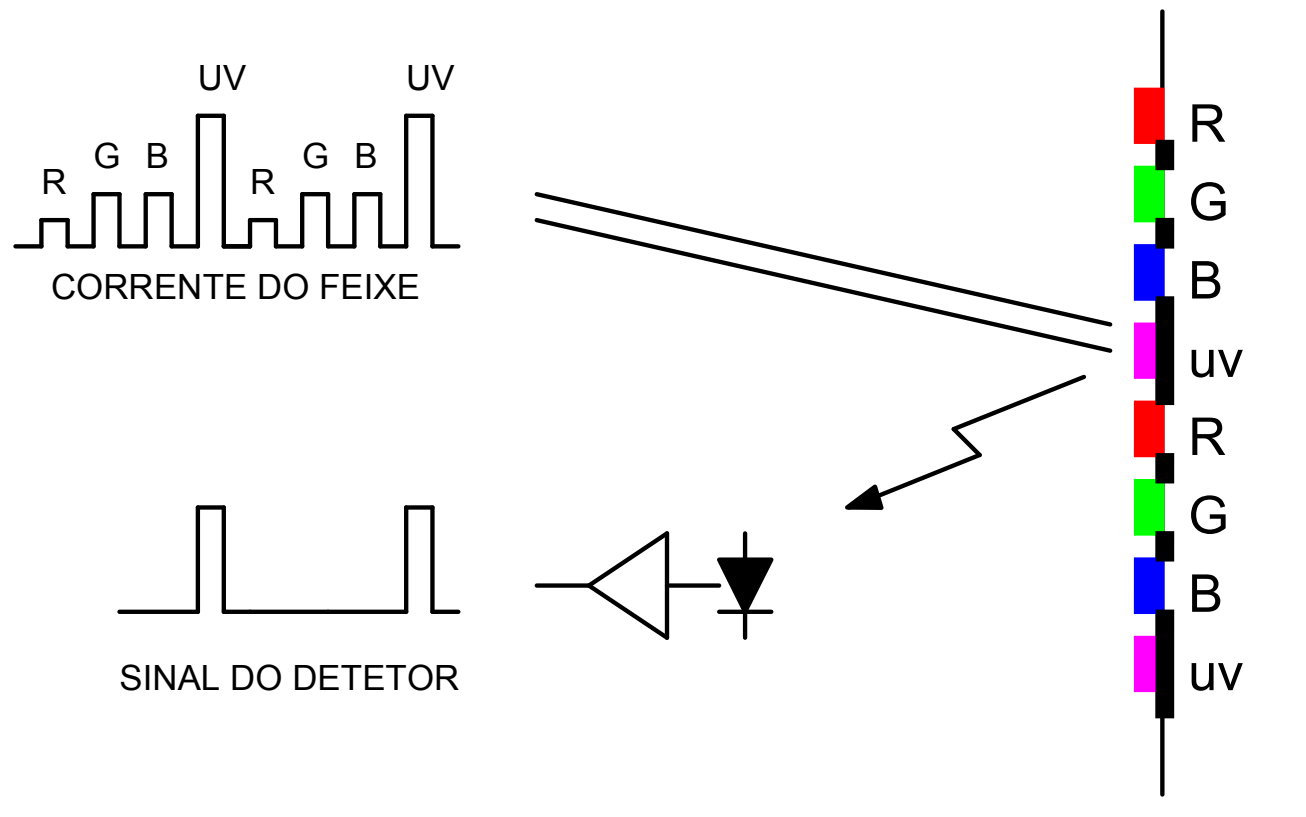 UV UV
G B G B
R R
CORRENTE DO FEIXE
SINAL DO DETETOR
R
G
B
uv
R
G
B
uv